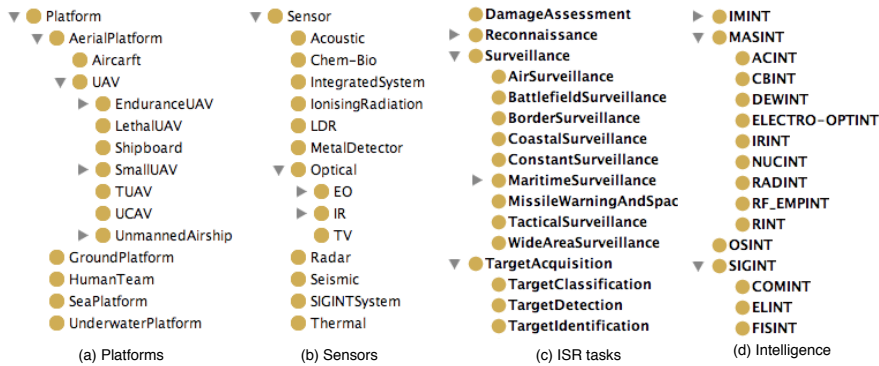 Platform
AerialPlatform
Aircarft
UAV
EnduranceUAV
LethalUAV
Shipboard
SmallUAV
TUAV
UCAV
UnmannedAirship
GroundPlatform
HumanTeam
SeaPlatform
UnderwaterPlatform
(a) Platforms
Sensor
Acoustic
Chem-Bio
IntegratedSystem
IonisingRadiation
LDR
MetalDetector
Optical
EO
IR
TV
Radar
Seismic
SIGINTSystem
Thermal
(b) Sensors
DamageAssessment
Reconnaissance
Surveillance
AirSurveillance
BattlefieldSurveillance
BorderSurveillance
CoastalSurveillance
ConstantSurveillance
MaritimeSurveillance
MissileWarningAndSpac
TacticalSurveillance
WideAreaSurveillance
TargetAcquisition
TargetClassification
TargetDetection
TargetIdentification
(c) ISR tasks
IMINT
MASINT
ACINT
CBINT
DEWINT
ELECTRO-OPTINT
IRINT
NUCINT
RADINT
RF_EMPINT
RINT
OSINT
SIGINT
COMINT
ELINT
FISINT
(d) Intelligence